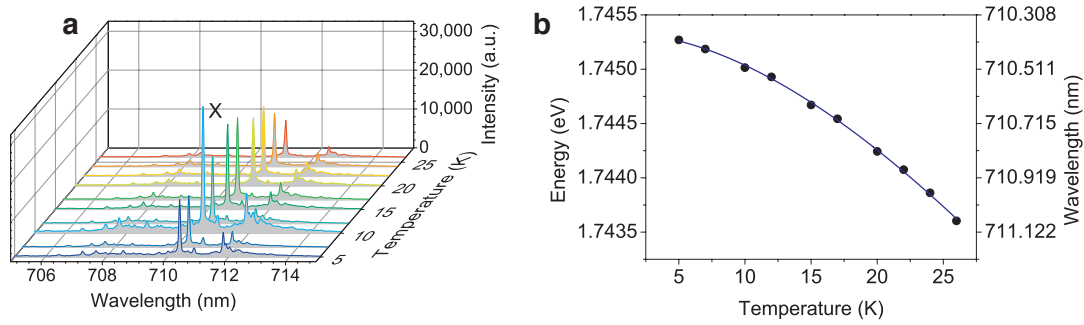 a
30,000
20,000
10,000
0
Intensity (a.u.)
X
25
20
15
10
5
Temperature (K)
706 708 710 712 714
Wavelength (nm)
b
1.7455
1.7450
1.7445
1.7440
1.7435
Energy (eV)
710.308
710.511
710.715
710.919
711.122
Wavelength (nm)
5 10 15 20 25
Temperature (K)